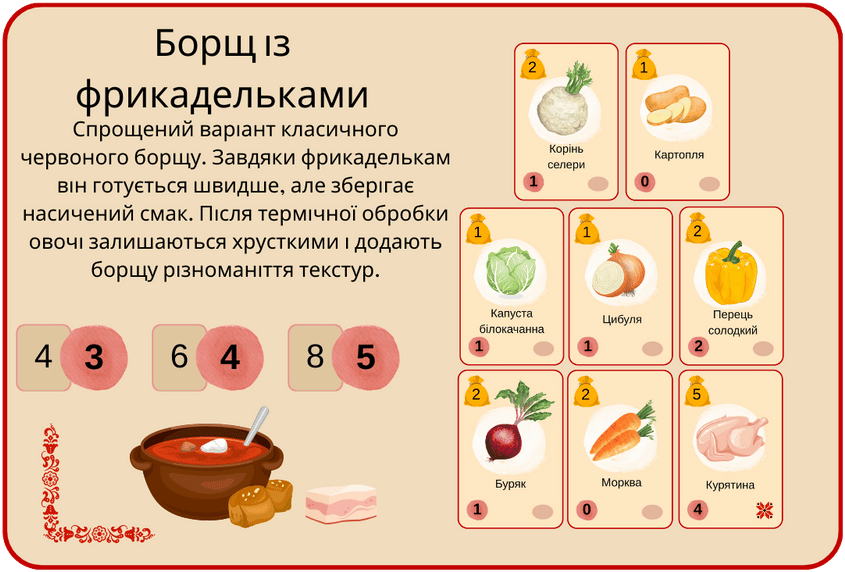 Борщ із
фрикадельками
Спрощений варіант класичного
червоного борщу. Завдяки фрикаделькам
він готується швидше, але зберігає
насичений смак. Після термічної обробки
овочі залишаються хрусткими і додають
борщу різноманіття текстур.
4 3 6 4 8 5
2
Корінь
селери
1
1
Картопля
0
1
Капуста
білокачанна
1
1
Цибуля
1
2
Перець
солодкий
2
2
Буряк
1
2
Морква
0
5
Курятина
4